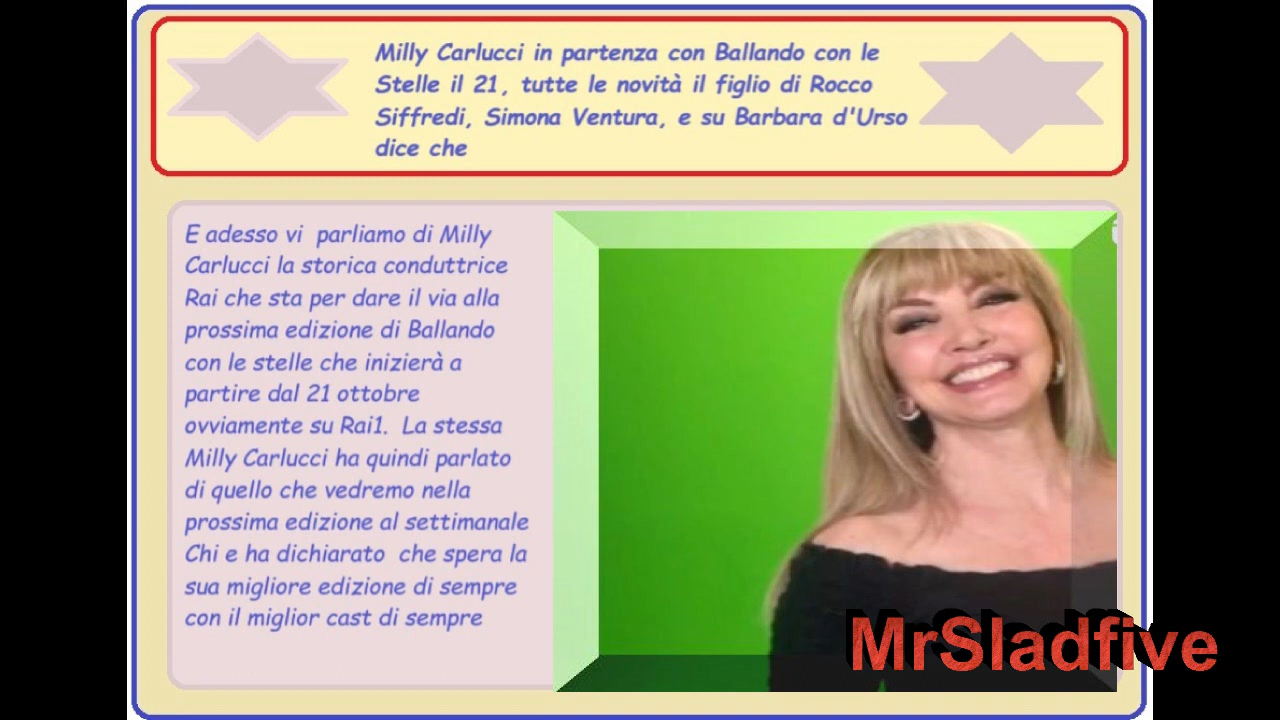 Milly Carlucci in partenza con Ballando con le
Stelle il 21, tutte le novità il figlio di Rocco
Siffredi, Simona Ventura, e su Barbara d'Urso
dice che
E adesso vi  parliamo di Milly
Carlucci la storica conduttrice
Rai che sta per dare il via alla
prossima edizione di Ballando
con le stelle che inizierà a
partire dal 21 ottobre
ovviamente su Rai1.  La stessa
Milly Carlucci ha quindi parlato
di quello che vedremo nella
prossima edizione al settimanale
Chi e ha dichiarato  che spera la
sua migliore edizione di sempre
con il miglior cast di sempre
MrSladfive